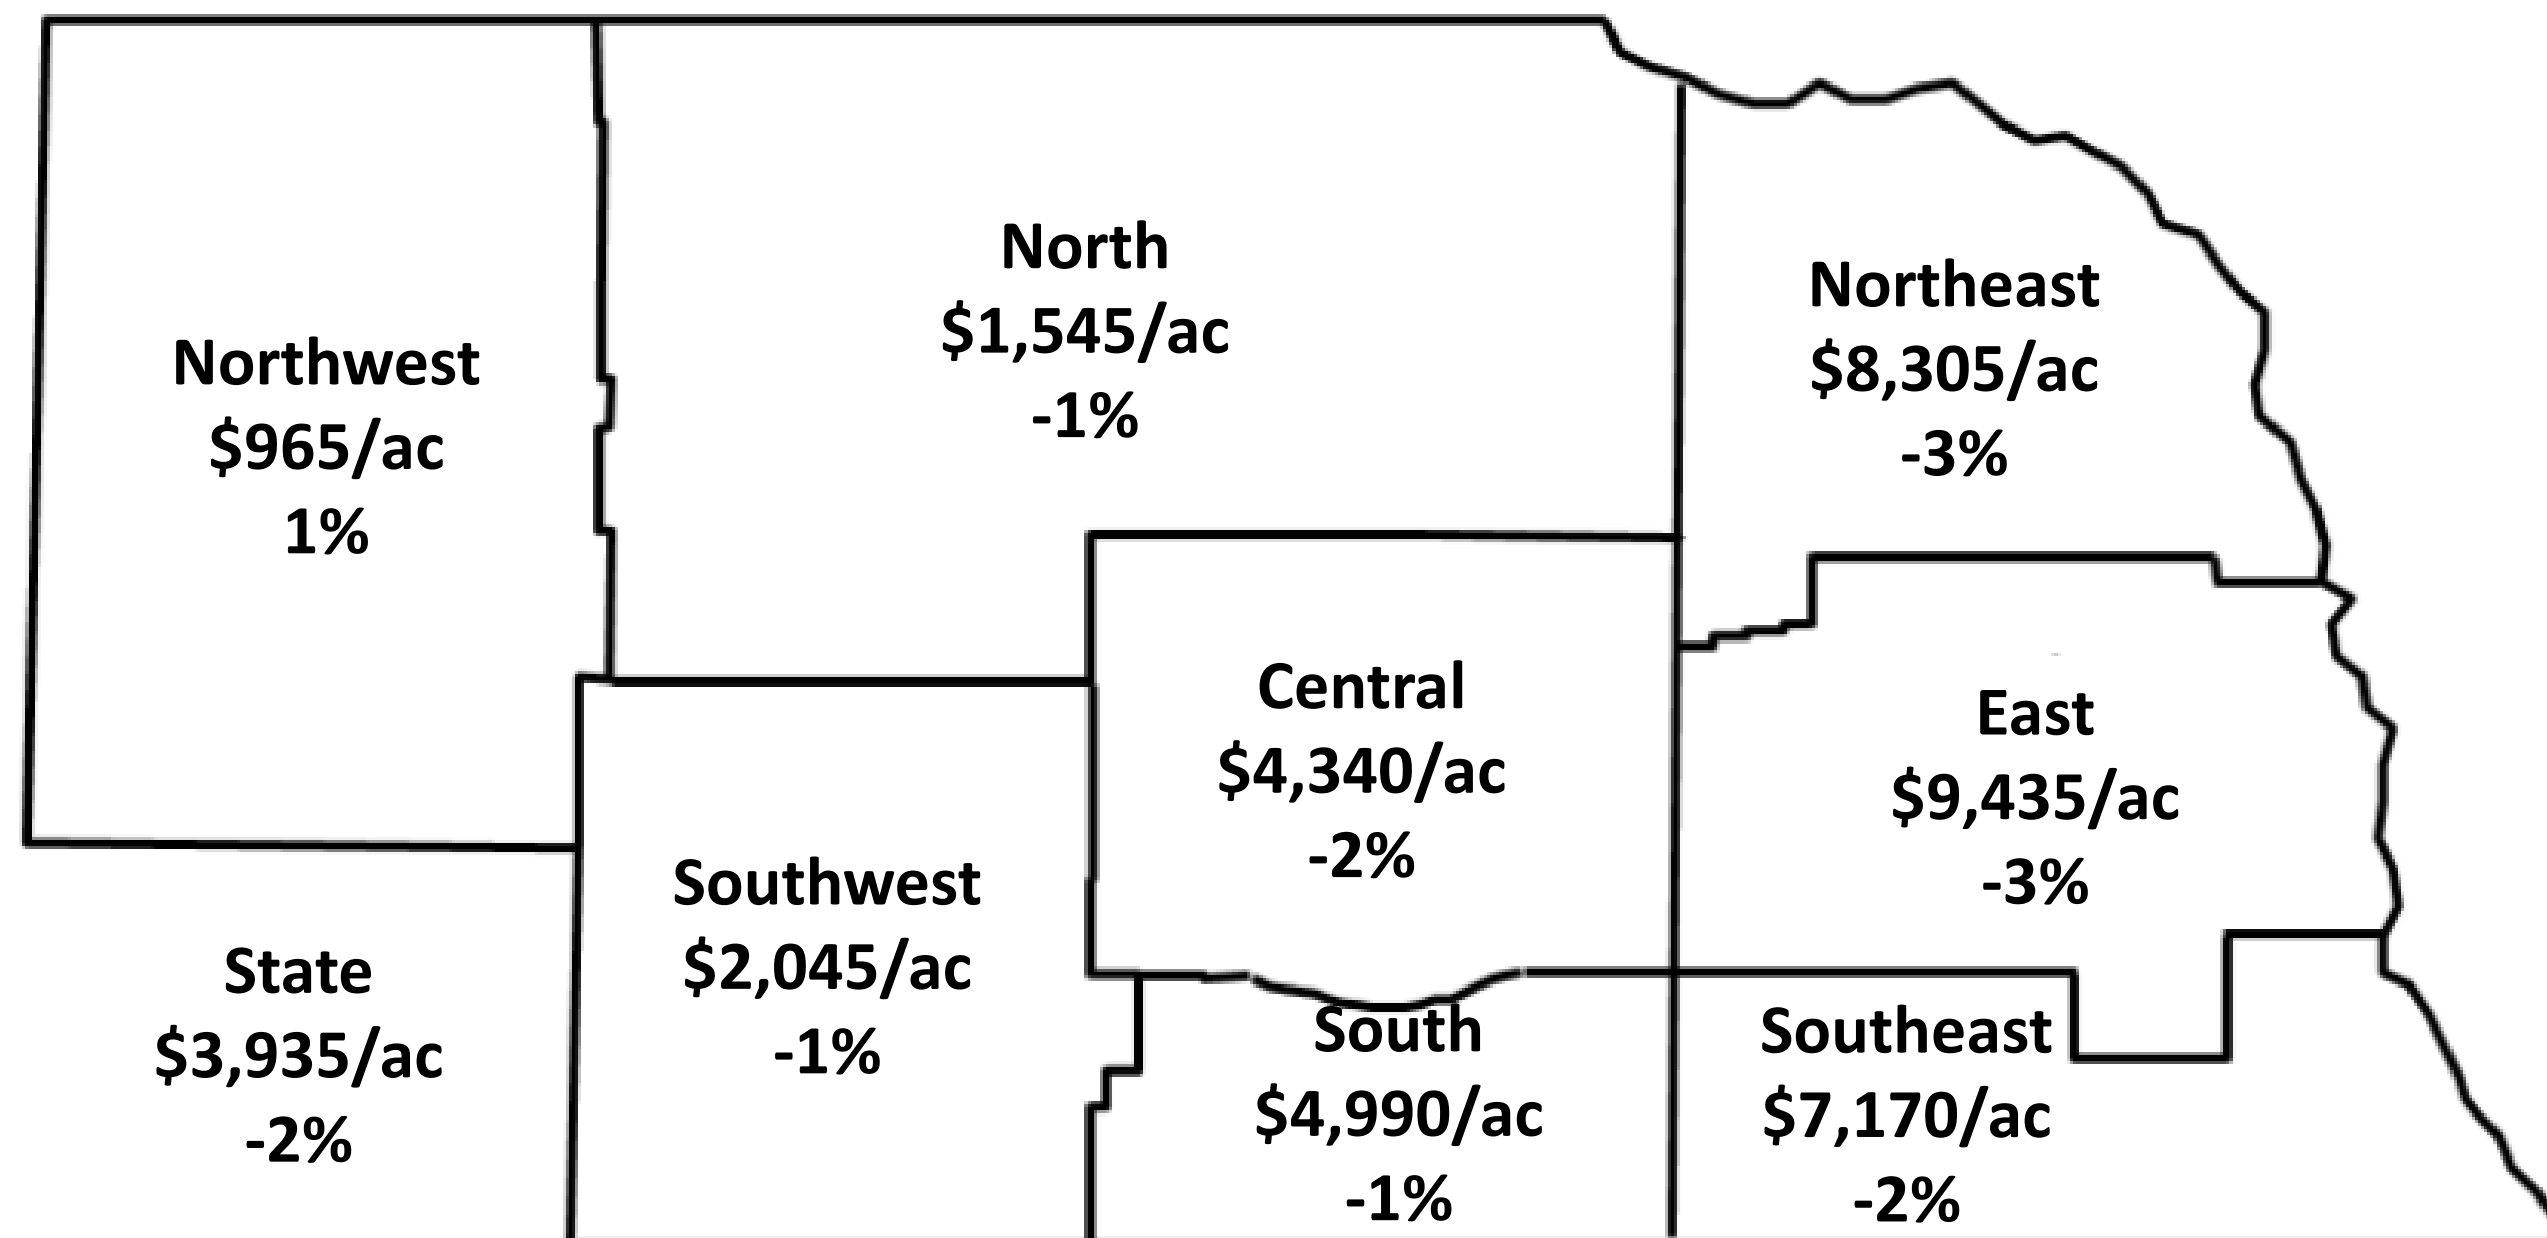 Northwest
$965/ac
1%
North
$1,545/ac
-1%
Northeast
$8,305/ac
-3%
Central
$4,340/ac
-2%
East
$9,435/ac
-3%
State
$3,935/ac
-2%
Southwest
$2,045/ac
-1%
South
$4,990/ac
-1%
Southeast
$7,170/ac
-2%